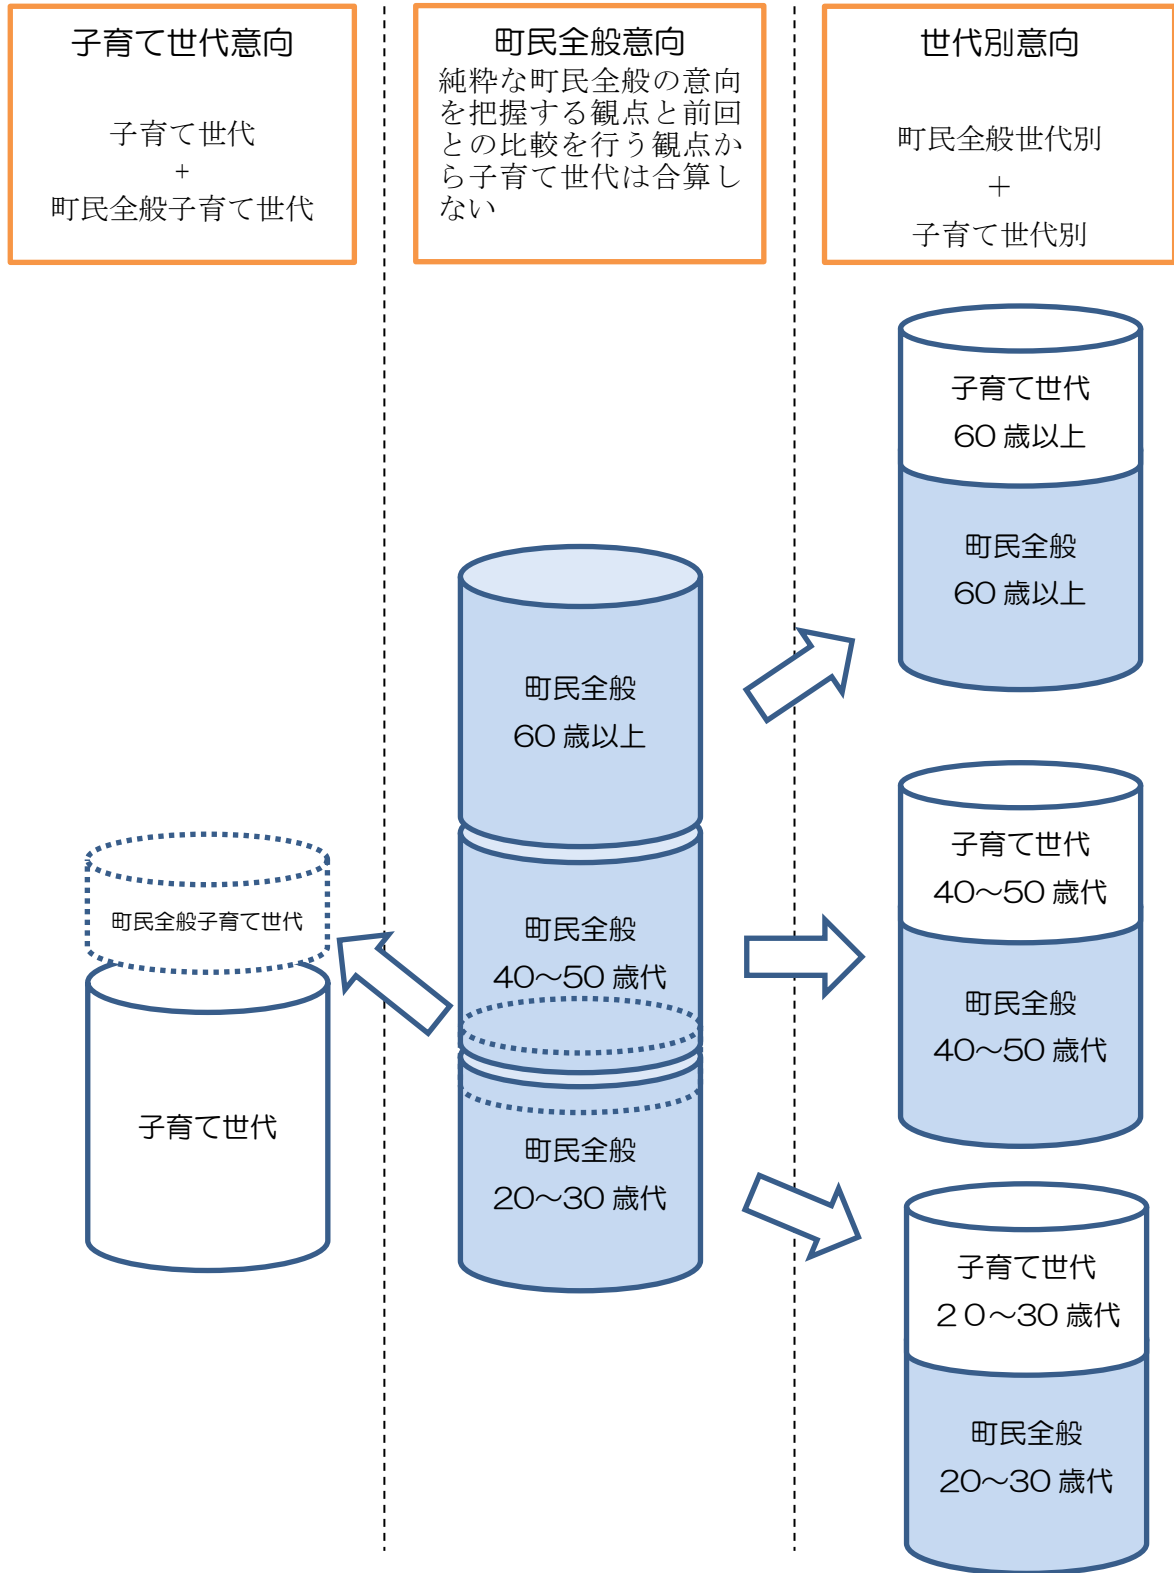 子育て世代意向
子育て世代
+
町民全般子育て世代
町民全般意向
純粋な町民全般の意向
を把握する観点と前回
との比較を行う観点か
ら子育て世代は合算し
ない
世代別意向
町民全般世代別
+
子育て世代別
町民全般子育て世代
子育て世代
町民全般
60 歳以上
町民全般
40～50 歳代
町民全般
20～30 歳代
子育て世代
60 歳以上
町民全般
60 歳以上
子育て世代
40～50 歳代
町民全般
40～50 歳代
子育て世代
２０～30 歳代
町民全般
20～30 歳代